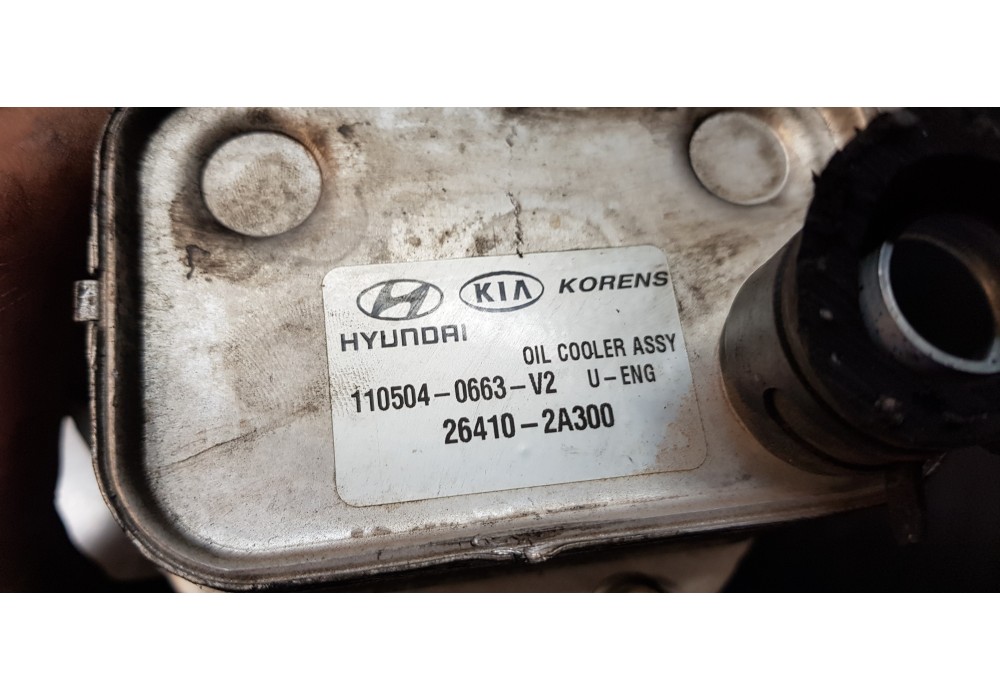 KIA KORENS
HYUNDAI
OIL COOLER ASSY
110504-0663-V2 U-ENG
26410-2A300